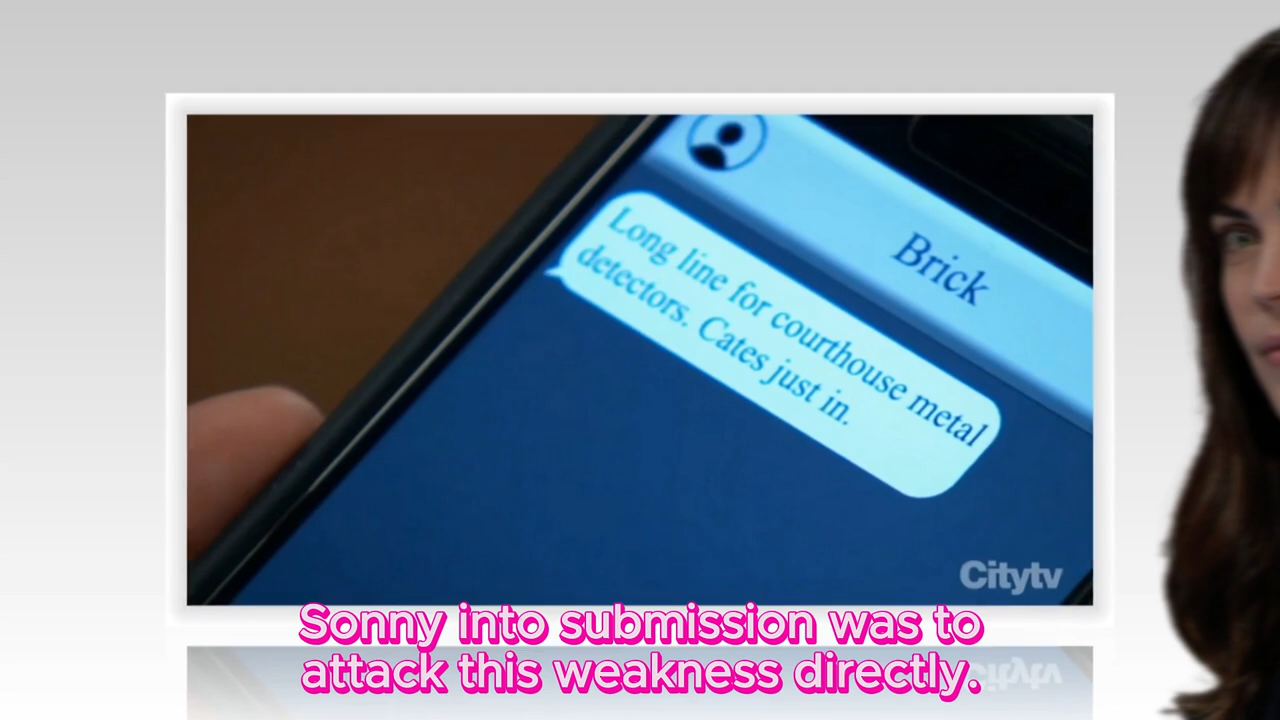 Brick
Long line for courthouse metal
detectors. Cates just in.
Citytv
Sonny into submission was to
attack this weakness directly.
Citytv